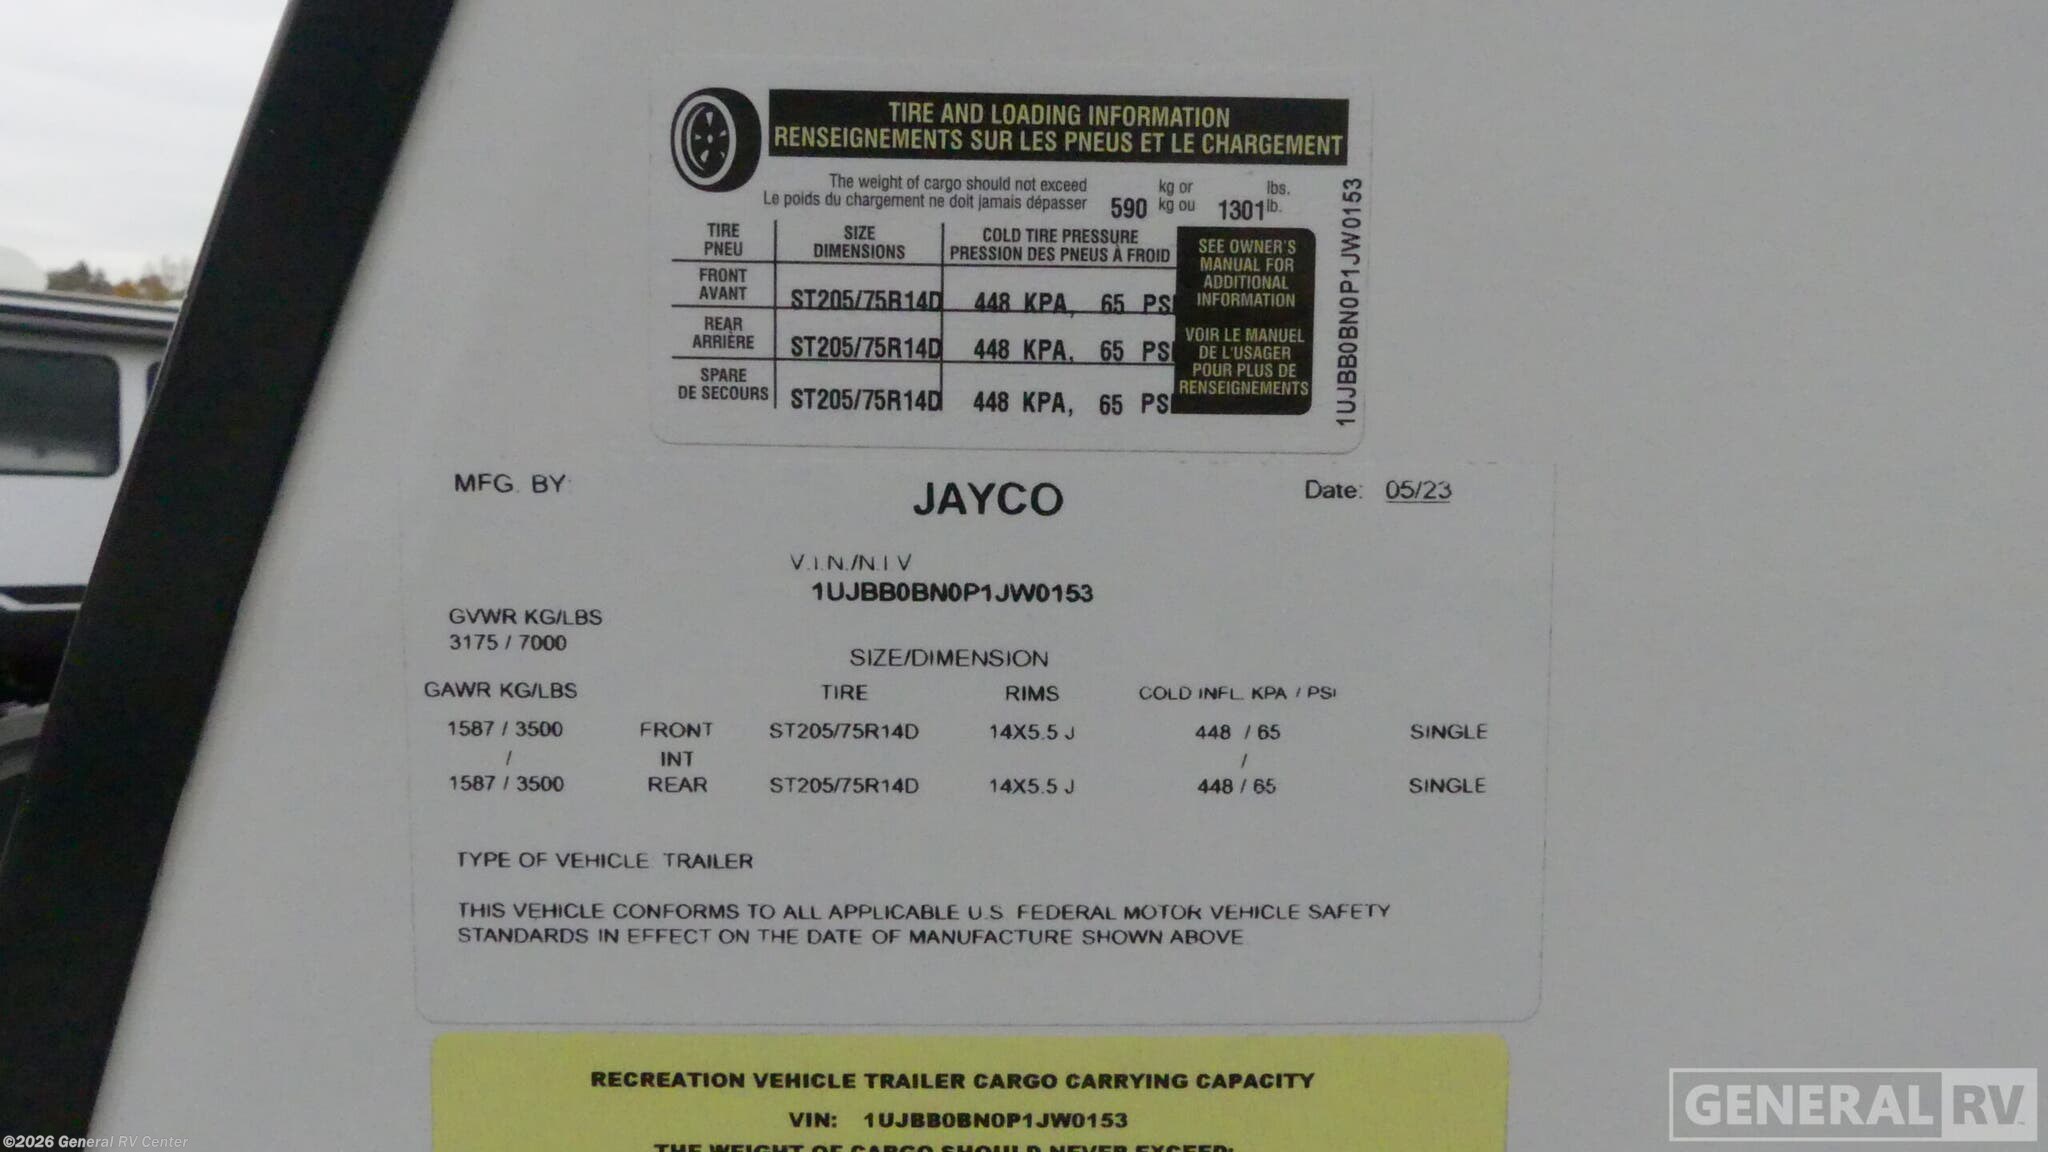 TIRE AND LOADING INFORMATION
RENSEIGNEMENTS SUR LES PNEUS ET LE CHARGEMENT
The weight of cargo should not exceed
Le poids du chargement ne doit jamais dépasser 590 kg or kg ou 1301 lbs. lb.
TIRE SIZE COLD TIRE PRESSURE
PNEU DIMENSIONS PRESSION DES PNEUS À FROID
FRONT
AVANT ST205/75R14D 448 KPA, 65 PSI
REAR
ARRIÈRE ST205/75R14D 448 KPA, 65 PSI
SPARE
DE SECOURS ST205/75R14D 448 KPA, 65 PSI
SEE OWNER'S
MANUAL FOR
ADDITIONAL
INFORMATION
VOIR LE MANUEL
DE L'USAGER
POUR PLUS DE
RENSEIGNEMENTS
1UJBB0BN0P1JW0153
MFG. BY: JAYCO Date: 05/23
V.I.N./N.I.V
1UJBB0BN0P1JW0153
GVWR KG/LBS
3175 / 7000
SIZE/DIMENSION
GAWR KG/LBS TIRE RIMS COLD INFL. KPA / PSI
1587 / 3500 FRONT ST205/75R14D 14X5.5 J 448 / 65 SINGLE
/ INT /
1587 / 3500 REAR ST205/75R14D 14X5.5 J 448 / 65 SINGLE
TYPE OF VEHICLE TRAILER
THIS VEHICLE CONFORMS TO ALL APPLICABLE U.S. FEDERAL MOTOR VEHICLE SAFETY
STANDARDS IN EFFECT ON THE DATE OF MANUFACTURE SHOWN ABOVE
RECREATION VEHICLE TRAILER CARGO CARRYING CAPACITY
VIN: 1UJBB0BN0P1JW0153
THE WEIGHT OF CARGO SHOULD NEVER EXCEED:
GENERAL RV
©2026 General RV Center